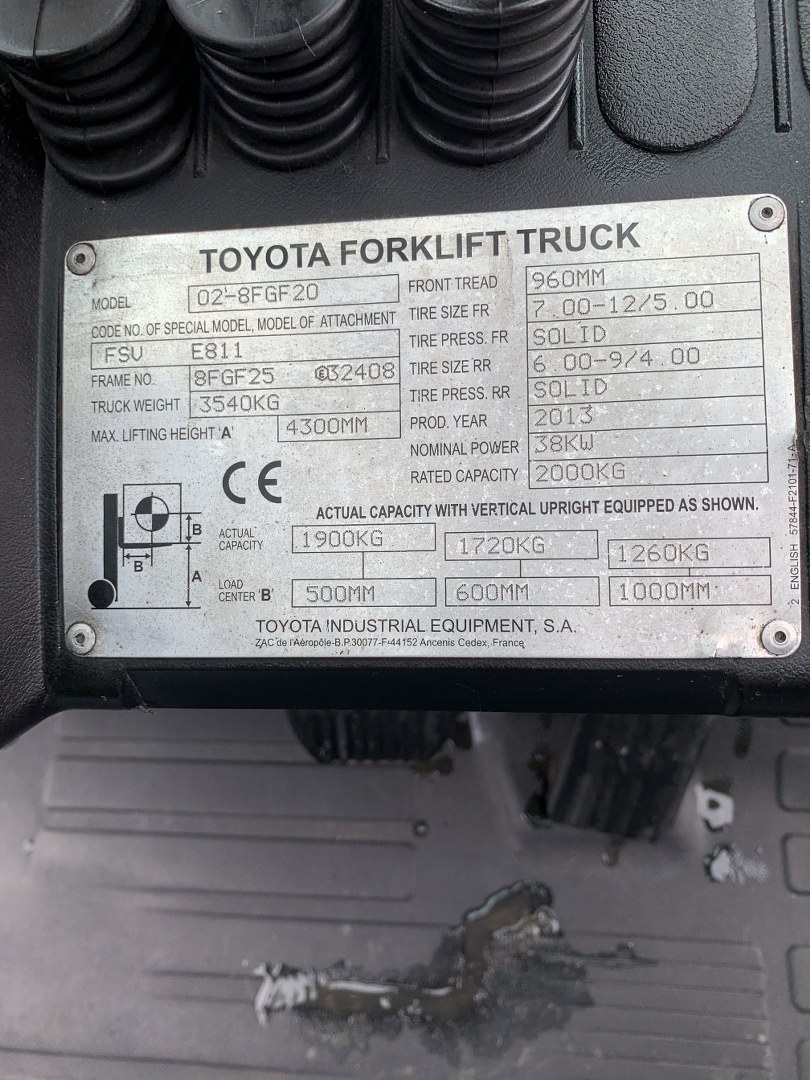 TOYOTA FORKLIFT TRUCK
MODEL 02-8FGF20
CODE NO. OF SPECIAL MODEL, MODEL OF ATTACHMENT
FSV E811
FRAME NO. 8FGF25 E32408
TRUCK WEIGHT 3540KG
MAX. LIFTING HEIGHT 'A' 4300MM
FRONT TREAD 960MM
TIRE SIZE FR 7.00-12/5.00
TIRE PRESS. FR SOLID
TIRE SIZE RR 6.00-9/4.00
TIRE PRESS. RR SOLID
PROD. YEAR 2013
NOMINAL POWER 38KW
RATED CAPACITY 2000KG
CE
ACTUAL CAPACITY WITH VERTICAL UPRIGHT EQUIPPED AS SHOWN.
B
B
A
ACTUAL CAPACITY 1900KG 1720KG 1260KG
LOAD CENTER 'B' 500MM 600MM 1000MM
TOYOTA INDUSTRIAL EQUIPMENT, S.A.
ZAC de l'Aéropôle-B.P.30077-F-44152 Ancenis Cedex, France
2 ENGLISH 57844-F2101-71-A